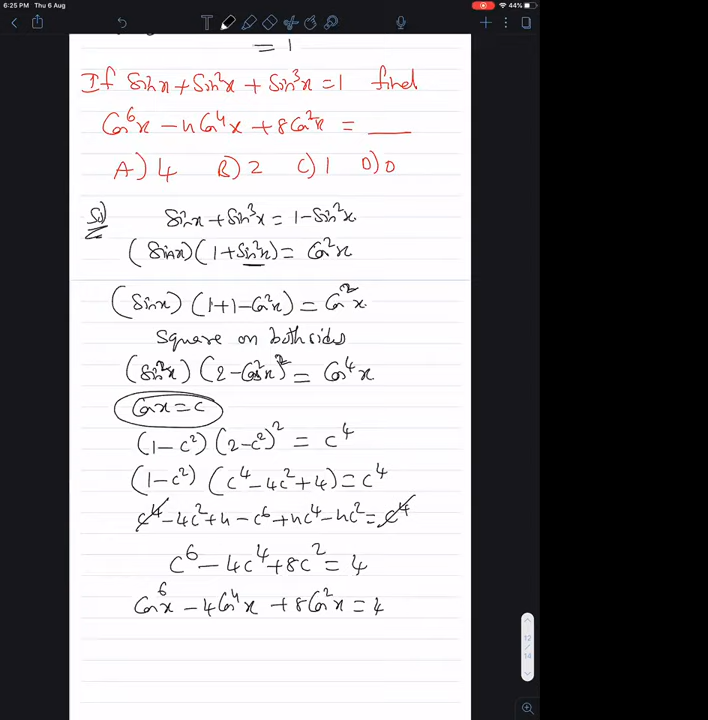 6:25 PM Thu 6 Aug
44%
= 1
If Sinx + Sin²x + Sin³x = 1 find
Cos⁶x - 4Cos⁴x + 8Cos²x = ____
A) 4 B) 2 C) 1 D) 0
Sol)
Sinx + Sin³x = 1 - Sin²x
(Sinx)(1 + Sin²x) = Cos²x
(Sinx)(1+1-Cos²x) = Cos²x
Square on both sides
(Sin²x)(2-Cos²x)² = Cos⁴x
Cosx = c
(1-c²)(2-c²)² = c⁴
(1-c²)(c⁴-4c²+4) = c⁴
c⁴-4c²+4-c⁶+4c⁴-4c² = c⁴
c⁶-4c⁴+8c² = 4
Cos⁶x - 4Cos⁴x + 8Cos²x = 4
12
/
14